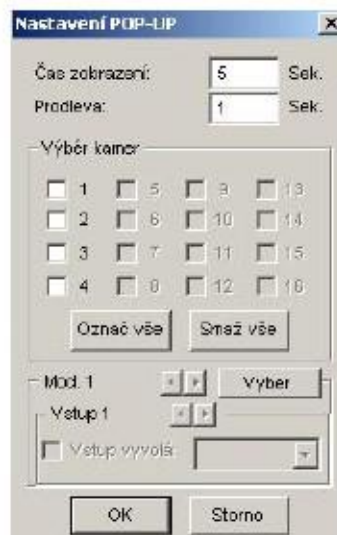 Nastavení POP-UP
Čas zobrazení: 5 Sek.
Prodleva: 1 Sek.
Výběr kamer
1 5 9 13
2 6 10 14
3 7 11 15
4 8 12 16
Označ vše Smaž vše
Mod. 1 Výběr
Vstup 1
Vstup vyvolá:
OK Storno